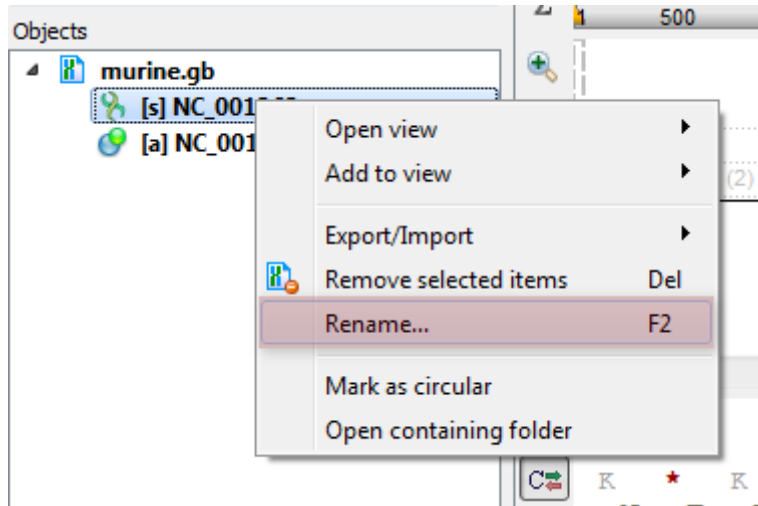 Objects
500
murine.gb
[s] NC_001
[a] NC_001
Open view
Add to view
(2)
Export/Import
Remove selected items Del
Rename... F2
Mark as circular
Open containing folder
C K * K